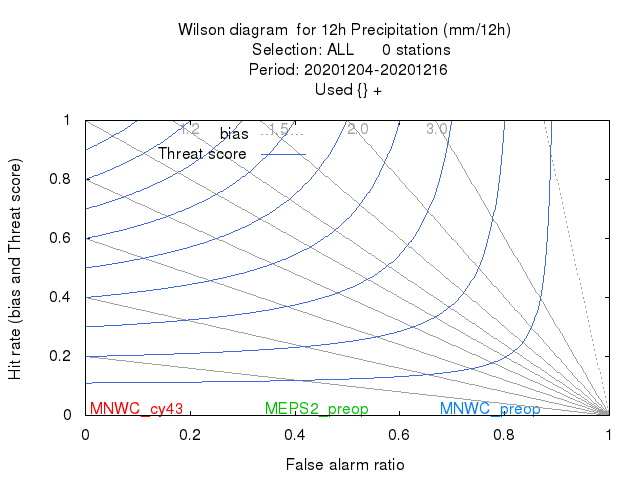 Wilson diagram  for 12h Precipitation (mm/12h)
Selection: ALL      0 stations
Period: 20201204-20201216
Used {} +
1.2 1.5 2.0 3.0
bias
Threat score
Hit rate (bias and Threat score)
1
0.8
0.6
0.4
0.2
0
MNWC_cy43 MEPS2_preop MNWC_preop
0 0.2 0.4 0.6 0.8 1
False alarm ratio